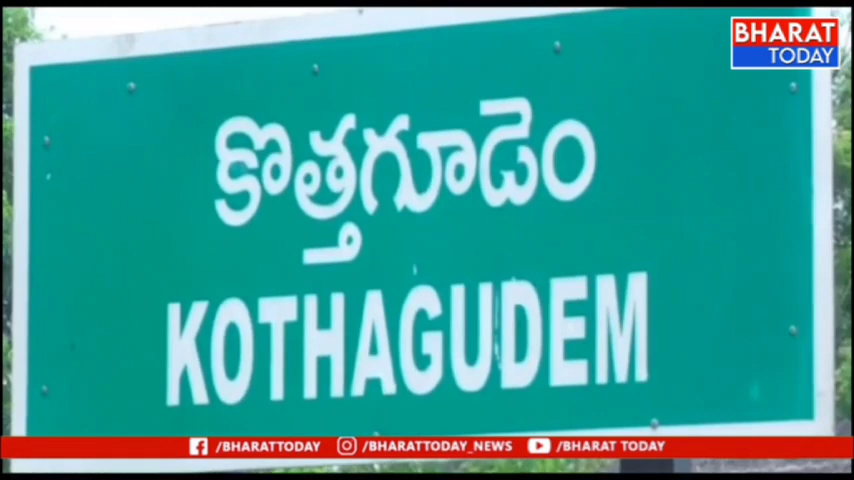 BHARAT
TODAY
కొత్తగూడెం
KOTHAGUDEM
/BHARATTODAY /BHARATTODAY_NEWS BHARAT TODAY